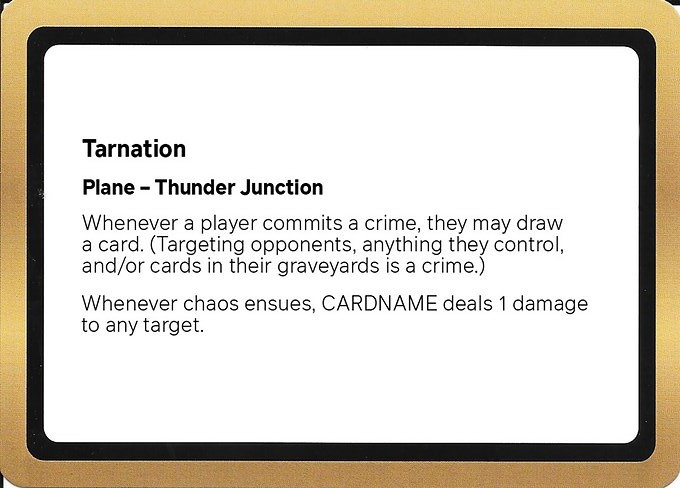 Tarnation
Plane – Thunder Junction
Whenever a player commits a crime, they may draw
a card. (Targeting opponents, anything they control,
and/or cards in their graveyards is a crime.)
Whenever chaos ensues, CARDNAME deals 1 damage
to any target.